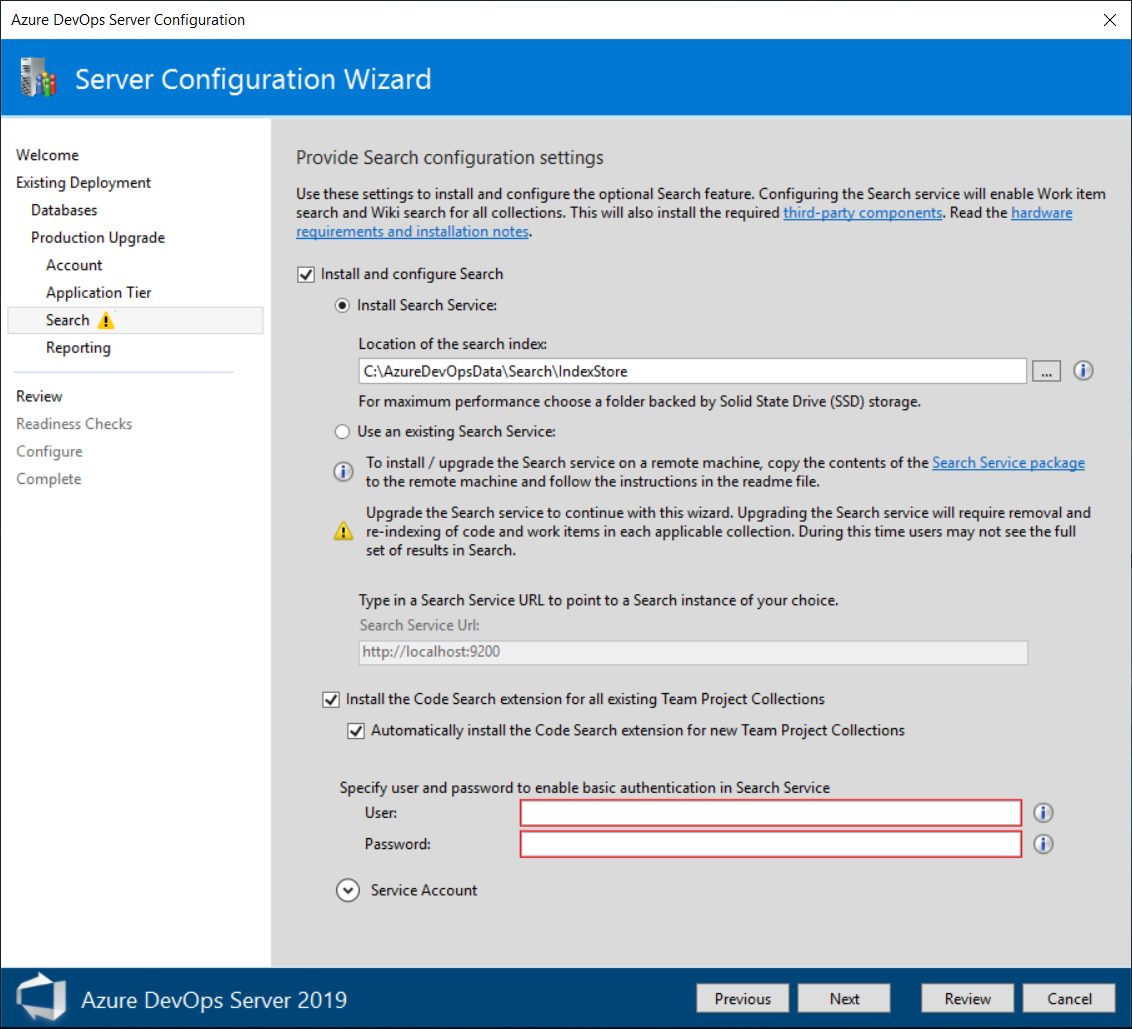 Azure DevOps Server Configuration
Server Configuration Wizard
Welcome
Existing Deployment
Databases
Production Upgrade
Account
Application Tier
Search
Reporting
Review
Readiness Checks
Configure
Complete
Provide Search configuration settings
Use these settings to install and configure the optional Search feature. Configuring the Search service will enable Work item
search and Wiki search for all collections. This will also install the required third-party components. Read the hardware
requirements and installation notes.
Install and configure Search
Install Search Service:
Location of the search index:
C:\AzureDevOpsData\Search\IndexStore
...
For maximum performance choose a folder backed by Solid State Drive (SSD) storage.
Use an existing Search Service:
To install / upgrade the Search service on a remote machine, copy the contents of the Search Service package
to the remote machine and follow the instructions in the readme file.
Upgrade the Search service to continue with this wizard. Upgrading the Search service will require removal and
re-indexing of code and work items in each applicable collection. During this time users may not see the full
set of results in Search.
Type in a Search Service URL to point to a Search instance of your choice.
Search Service Url:
http://localhost:9200
Install the Code Search extension for all existing Team Project Collections
Automatically install the Code Search extension for new Team Project Collections
Specify user and password to enable basic authentication in Search Service
User:
Password:
Service Account
Azure DevOps Server 2019
Previous
Next
Review
Cancel